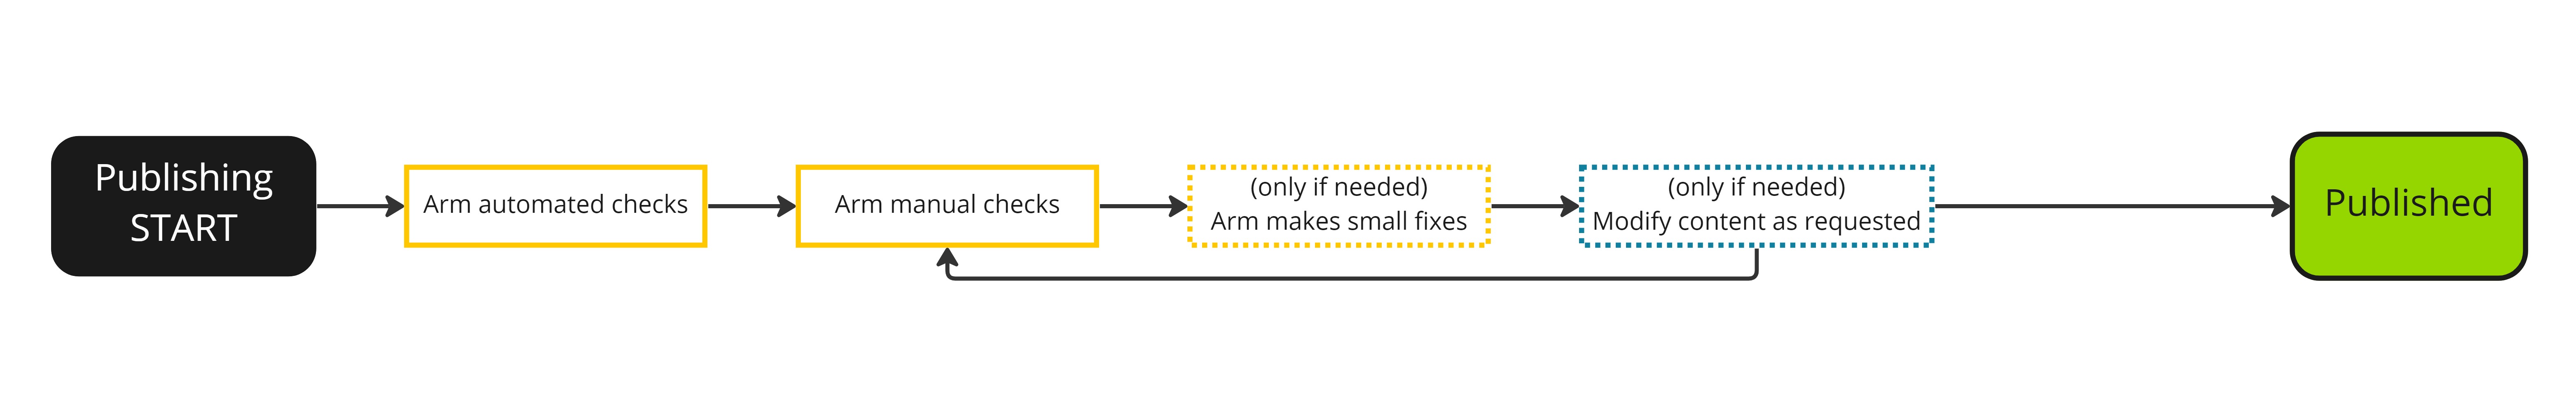 Publishing
START
Arm automated checks
Arm manual checks
(only if needed)
Arm makes small fixes
(only if needed)
Modify content as requested
Published